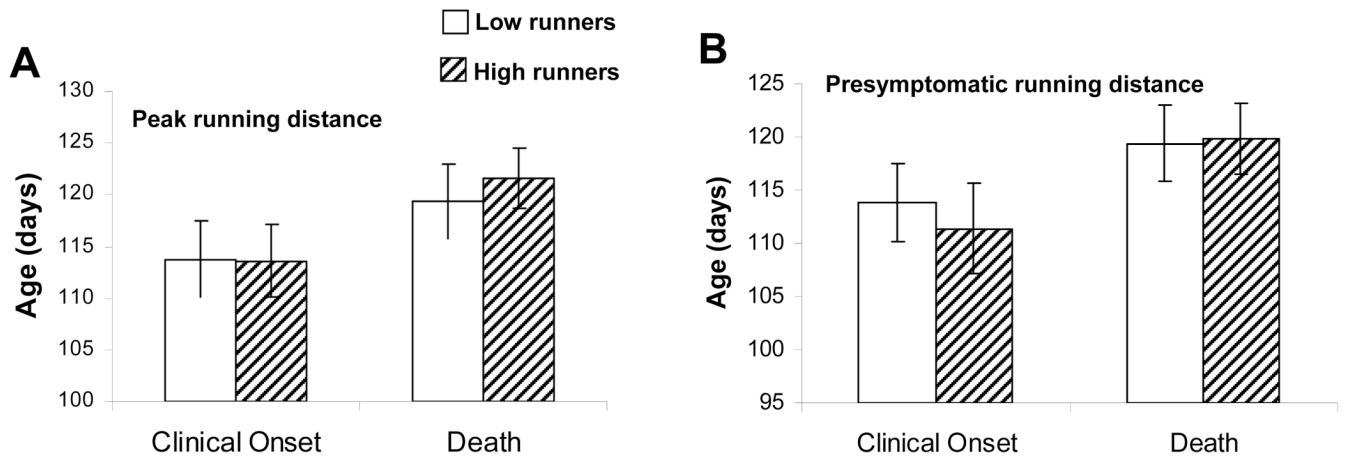 Low runners
High runners
A
Peak running distance
130
125
120
115
110
105
100
Age (days)
Clinical Onset
Death
B
Presymptomatic running distance
125
120
115
110
105
100
95
Age (days)
Clinical Onset
Death